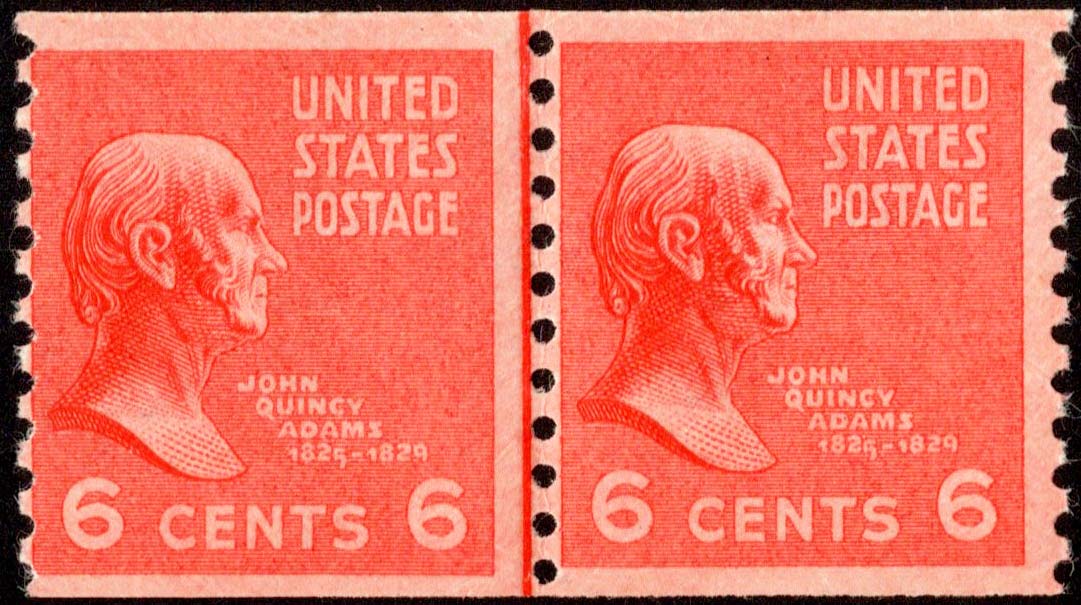 UNITED
STATES
POSTAGE
JOHN
QUINCY
ADAMS
1825-1829
6 CENTS 6
UNITED
STATES
POSTAGE
JOHN
QUINCY
ADAMS
1825-1829
6 CENTS 6